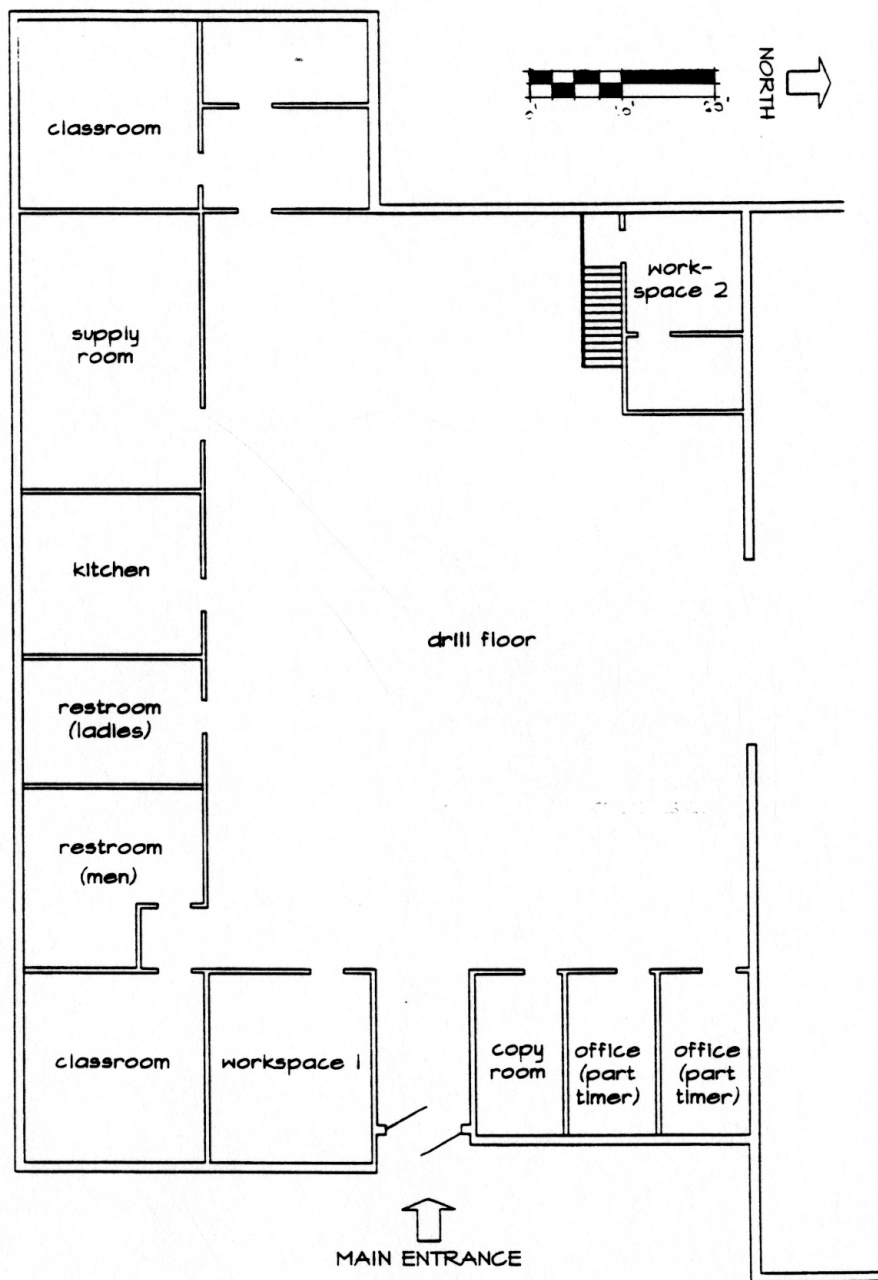 NORTH
classroom
work-
space 2
supply
room
kitchen
drill floor
restroom
(ladies)
restroom
(men)
classroom
workspace 1
copy
room
office
(part
timer)
office
(part
timer)
MAIN ENTRANCE